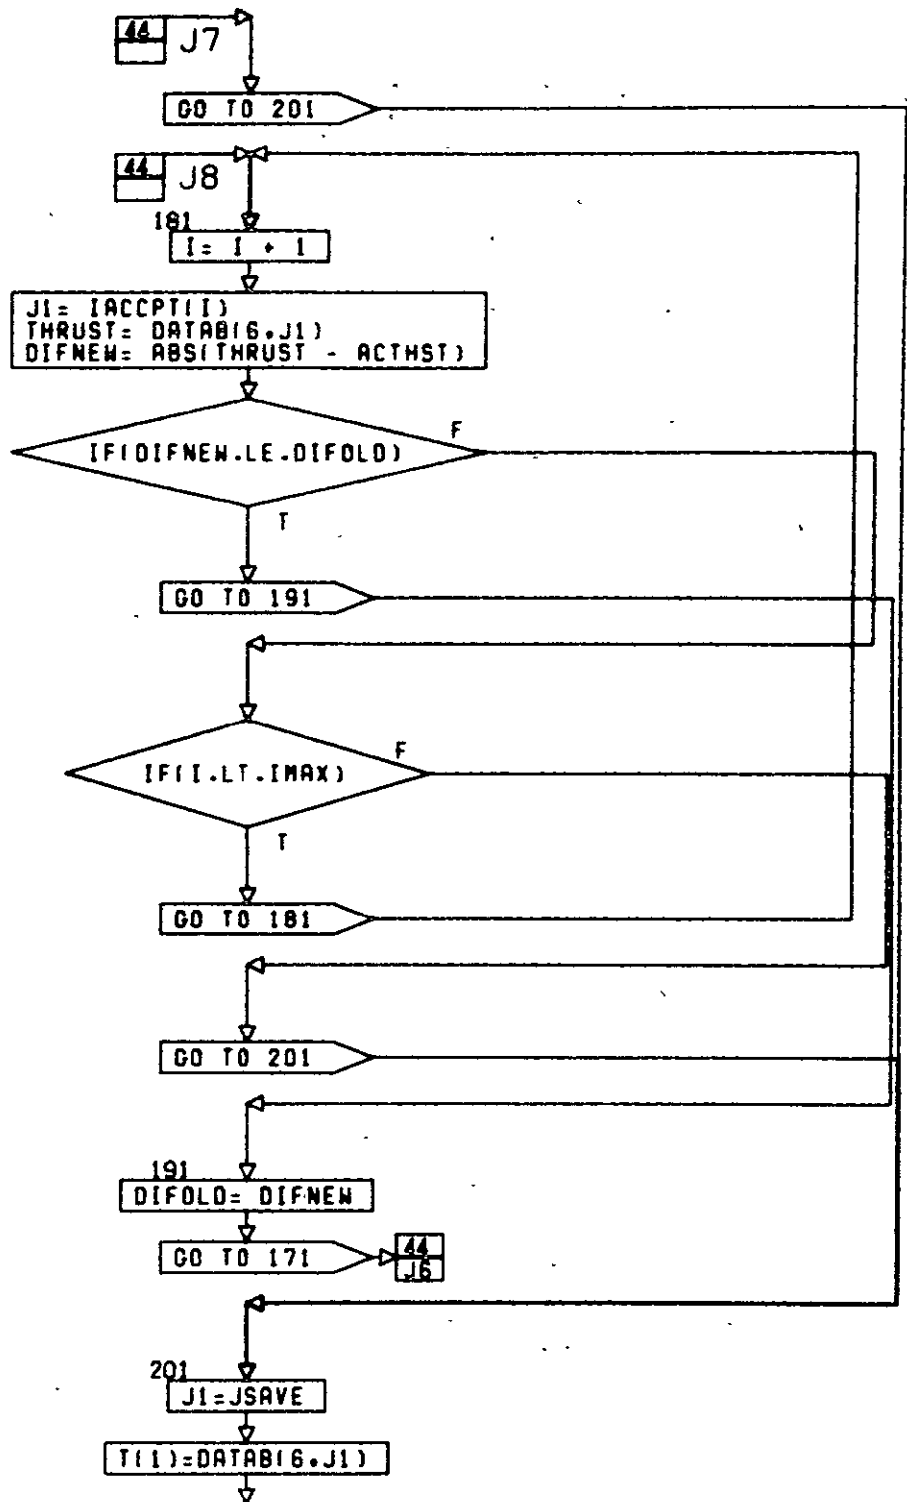 44
J7
GO TO 201
44
J8
181
I= I + 1
J1= IACCPT(I)
THRUST= DATAB(6,J1)
DIFNEW= ABS(THRUST - ACTHST)
IF(DIFNEW.LE.DIFOLD)
F
T
GO TO 191
IF(I.LT.IMAX)
F
T
GO TO 181
GO TO 201
191
DIFOLD= DIFNEW
GO TO 171
44
J6
201
J1=JSAVE
T(1)=DATAB(6,J1)